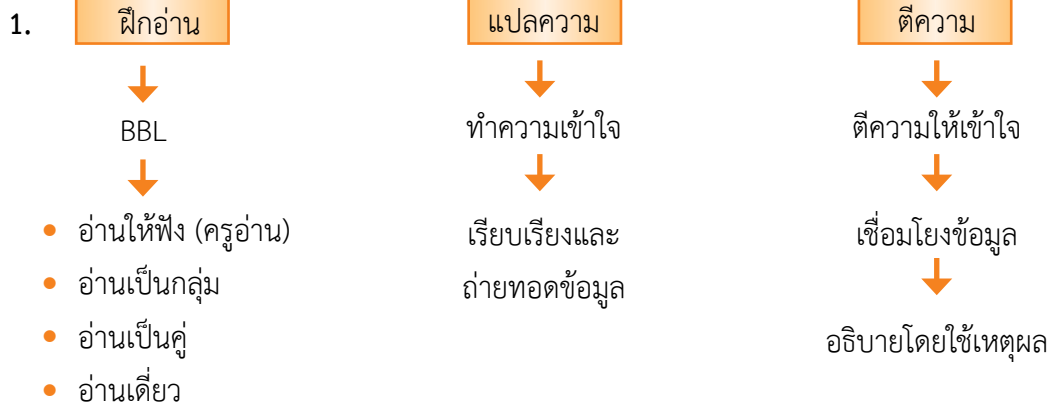 1. ฝึกอ่าน
BBL
• อ่านให้ฟัง (ครูอ่าน)
• อ่านเป็นกลุ่ม
• อ่านเป็นคู่
• อ่านเดี่ยว
แปลความ
ทำความเข้าใจ
เรียบเรียงและ
ถ่ายทอดข้อมูล
ตีความ
ตีความให้เข้าใจ
เชื่อมโยงข้อมูล
อธิบายโดยใช้เหตุผล